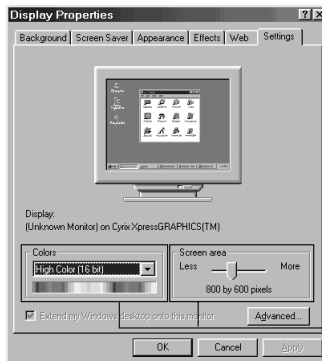 Display Properties
Background Screen Saver Appearance Effects Web Settings
Display:
(Unknown Monitor) on Cyrix XpressGRAPHICS(TM)
Colors
High Color (16 bit)
Screen area
Less More
800 by 600 pixels
Extend my Windows desktop onto this monitor.
Advanced...
OK Cancel Apply